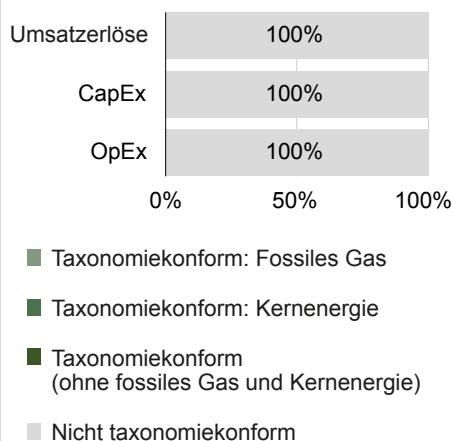 Umsatzerlöse 100%
CapEx 100%
OpEx 100%
0% 50% 100%
Taxonomiekonform: Fossiles Gas
Taxonomiekonform: Kernenergie
Taxonomiekonform
(ohne fossiles Gas und Kernenergie)
Nicht taxonomiekonform